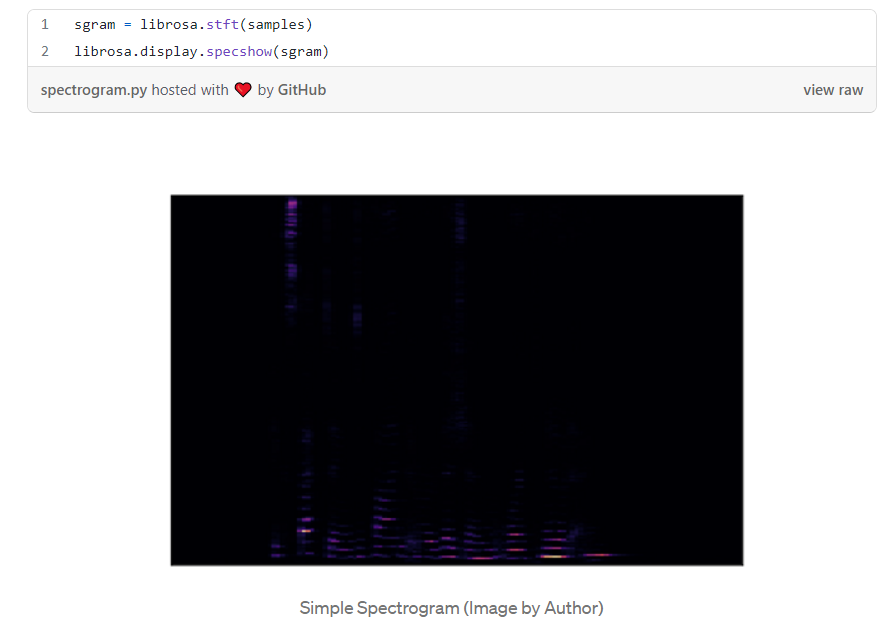 1 sgram = librosa.stft(samples)
2 librosa.display.specshow(sgram)
spectrogram.py hosted with ❤ by GitHub view raw
Simple Spectrogram (Image by Author)